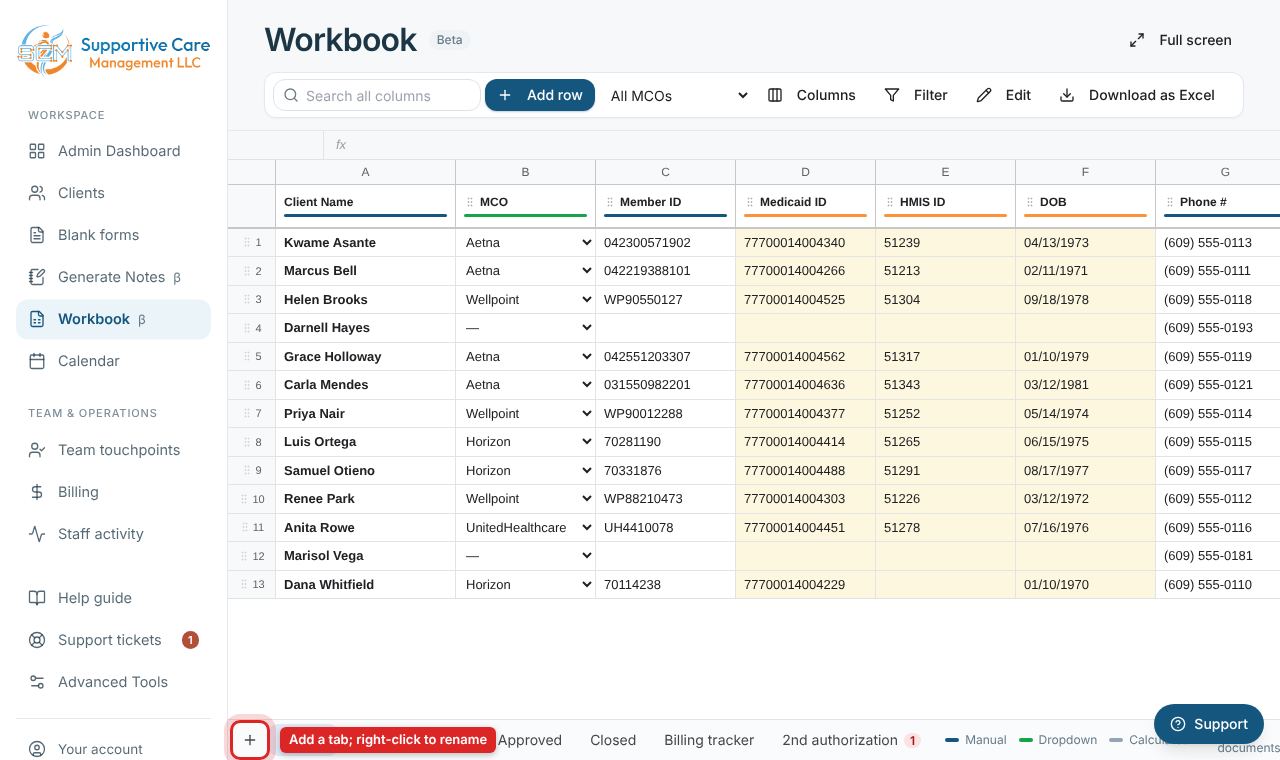 SCM
Supportive Care
Management LLC
WORKSPACE
Admin Dashboard
Clients
Blank forms
Generate Notes β
Workbook β
Calendar
TEAM & OPERATIONS
Team touchpoints
Billing
Staff activity
Help guide
Support tickets 1
Advanced Tools
Your account
Workbook Beta
Full screen
Search all columns
+ Add row
All MCOs
Columns
Filter
Edit
Download as Excel
fx
A B C D E F G
Client Name MCO Member ID Medicaid ID HMIS ID DOB Phone #
1 Kwame Asante Aetna 042300571902 77700014004340 51239 04/13/1973 (609) 555-0113
2 Marcus Bell Aetna 042219388101 77700014004266 51213 02/11/1971 (609) 555-0111
3 Helen Brooks Wellpoint WP90550127 77700014004525 51304 09/18/1978 (609) 555-0118
4 Darnell Hayes — (609) 555-0193
5 Grace Holloway Aetna 042551203307 77700014004562 51317 01/10/1979 (609) 555-0119
6 Carla Mendes Aetna 031550982201 77700014004636 51343 03/12/1981 (609) 555-0121
7 Priya Nair Wellpoint WP90012288 77700014004377 51252 05/14/1974 (609) 555-0114
8 Luis Ortega Horizon 70281190 77700014004414 51265 06/15/1975 (609) 555-0115
9 Samuel Otieno Horizon 70331876 77700014004488 51291 08/17/1977 (609) 555-0117
10 Renee Park Wellpoint WP88210473 77700014004303 51226 03/12/1972 (609) 555-0112
11 Anita Rowe UnitedHealthcare UH4410078 77700014004451 51278 07/16/1976 (609) 555-0116
12 Marisol Vega — (609) 555-0181
13 Dana Whitfield Horizon 70114238 77700014004229 01/10/1970 (609) 555-0110
+ Add a tab; right-click to rename Approved Closed Billing tracker 2nd authorization 1 Manual Dropdown
documents
Support